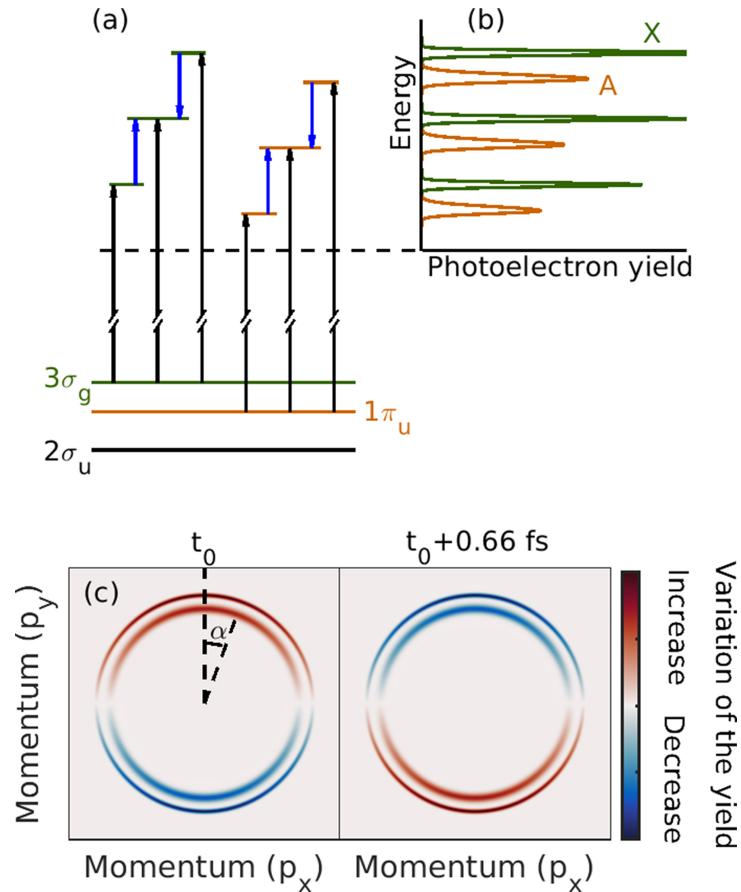 (a)
(b)
X
A
Energy
Photoelectron yield
3σg
1πu
2σu
t0
t0+0.66 fs
(c)
α
Momentum (py)
Momentum (px)
Momentum (px)
Increase
Decrease
Variation of the yield